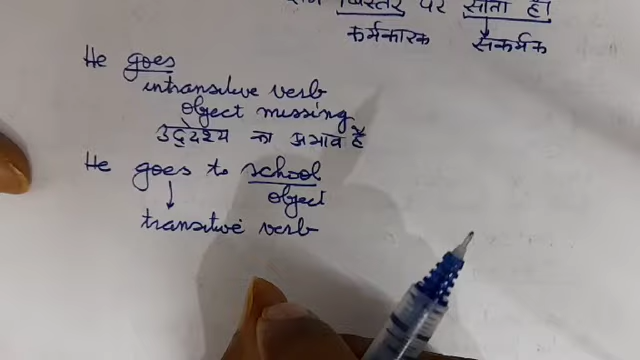 बिस्तर पर सोता है।
कर्मकारक सकर्मक
He goes
intransitive verb
object missing
उद्देश्य का अभाव है
He goes to school
object
transitive verb